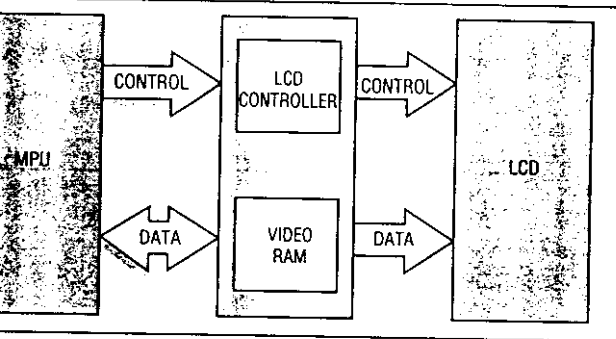 MPU
CONTROL
DATA
LCD
CONTROLLER
VIDEO
RAM
CONTROL
DATA
LCD